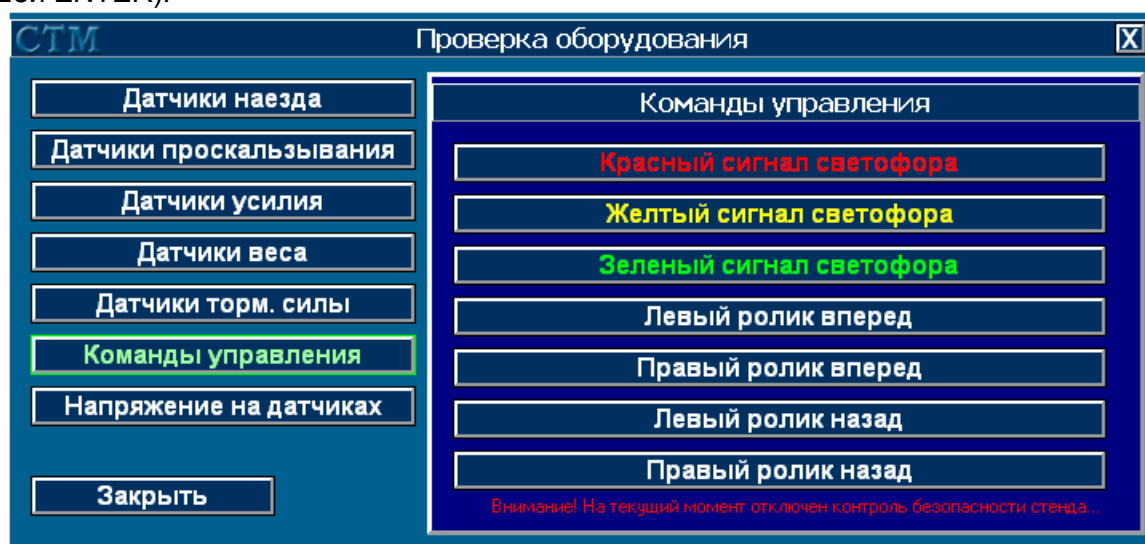 ENTER).
СТМ
Проверка оборудования
X
Датчики наезда
Датчики проскальзывания
Датчики усилия
Датчики веса
Датчики торм. силы
Команды управления
Напряжение на датчиках
Закрыть
Команды управления
Красный сигнал светофора
Желтый сигнал светофора
Зеленый сигнал светофора
Левый ролик вперед
Правый ролик вперед
Левый ролик назад
Правый ролик назад
Внимание! На текущий момент отключен контроль безопасности стенда...